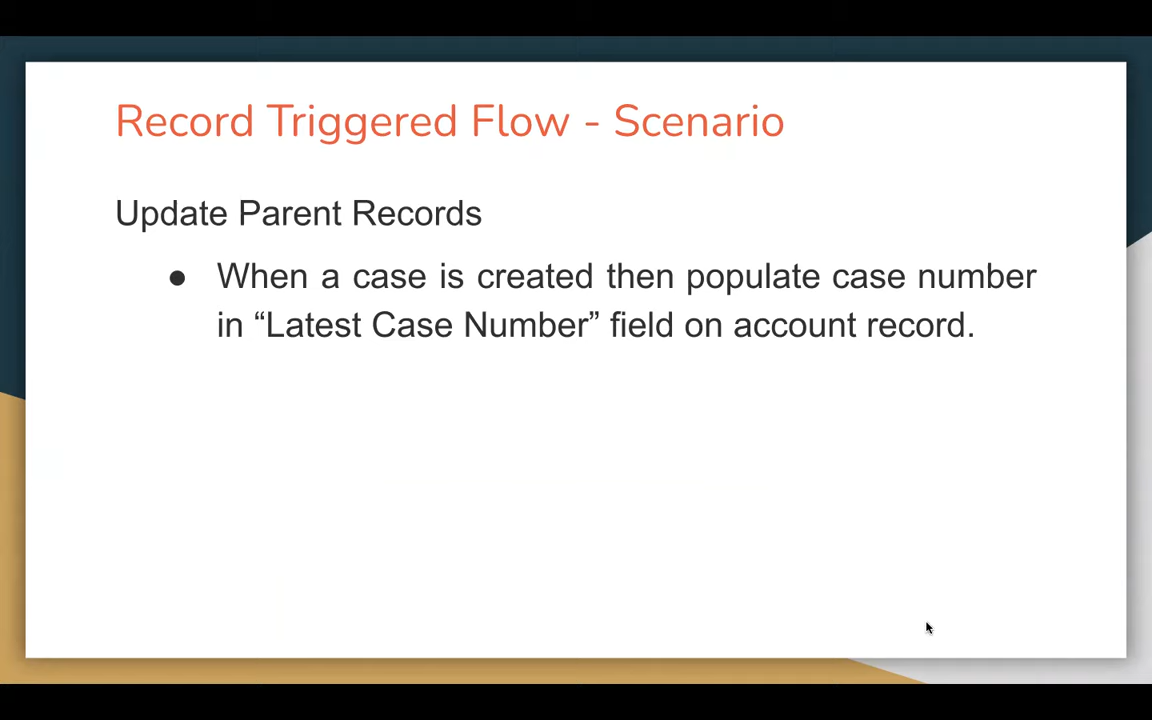 Record Triggered Flow - Scenario
Update Parent Records
● When a case is created then populate case number
in “Latest Case Number” field on account record.